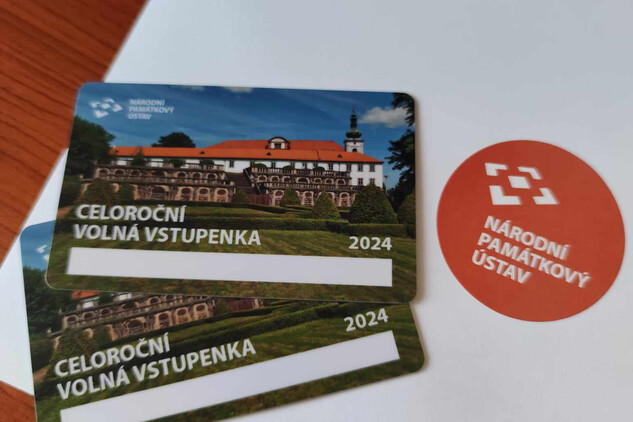 NÁRODNÍ
PAMÁTKOVÝ
ÚSTAV
CELOROČNÍ
VOLNÁ VSTUPENKA
2024
CELOROČNÍ
VOLNÁ VSTUPENKA
2024
NÁRODNÍ
PAMÁTKOVÝ
ÚSTAV